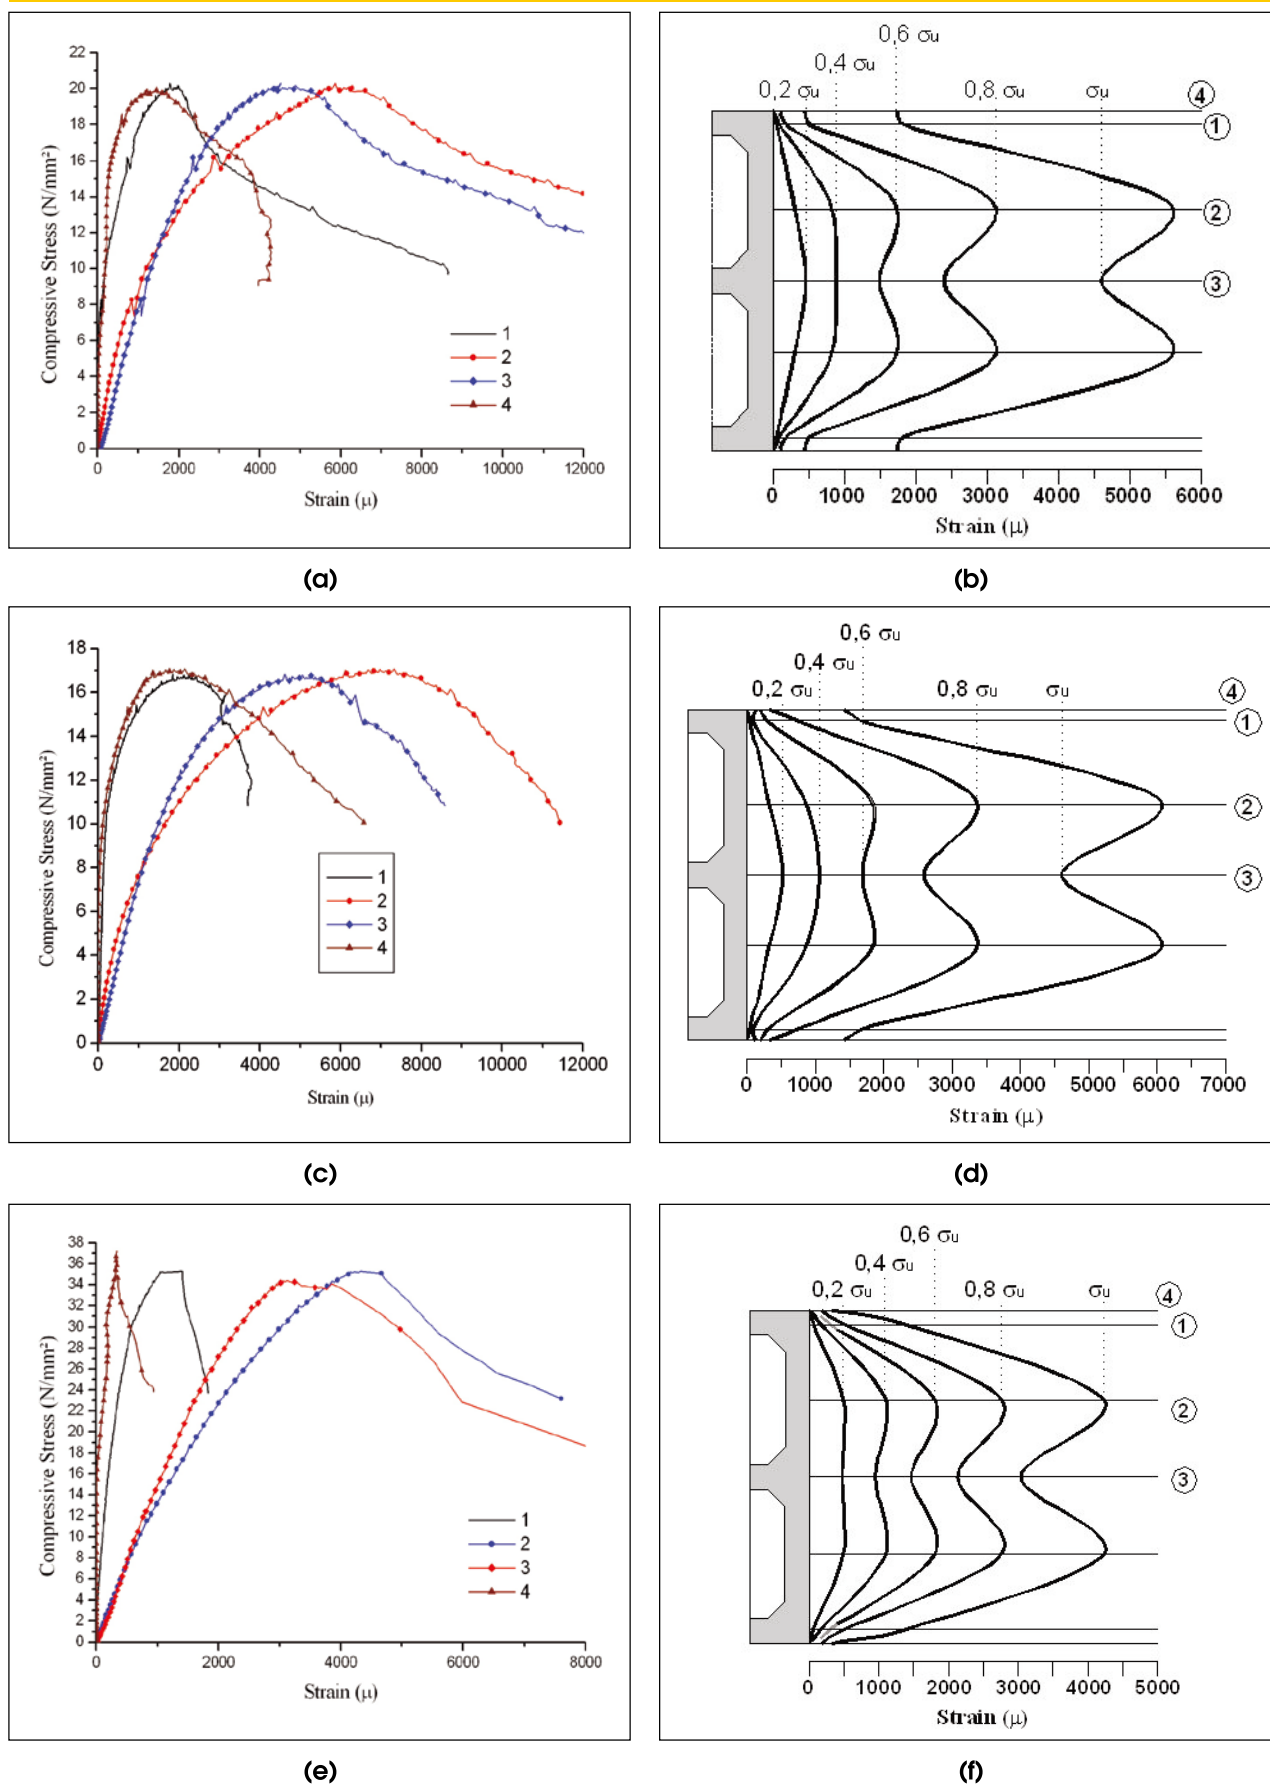 22
20
18
16
14
12
10
8
6
4
2
0
Compressive Stress (N/mm²)
1
2
3
4
0 2000 4000 6000 8000 10000 12000
Strain (μ)
(a)
0,6 σu
0,4 σu
0,2 σu 0,8 σu σu 4
1
2
3
0 1000 2000 3000 4000 5000 6000
Strain (μ)
(b)
18
16
14
12
10
8
6
4
2
0
Compressive Stress (N/mm²)
1
2
3
4
0 2000 4000 6000 8000 10000 12000
Strain (μ)
(c)
0,6 σu
0,4 σu
0,2 σu 0,8 σu σu 4
1
2
3
0 1000 2000 3000 4000 5000 6000 7000
Strain (μ)
(d)
38
36
34
32
30
28
26
24
22
20
18
16
14
12
10
8
6
4
2
0
Compressive Stress (N/mm²)
1
2
3
4
0 2000 4000 6000 8000
Strain (μ)
(e)
0,6 σu
0,4 σu
0,2 σu 0,8 σu σu 4
1
2
3
0 1000 2000 3000 4000 5000
Strain (μ)
(f)